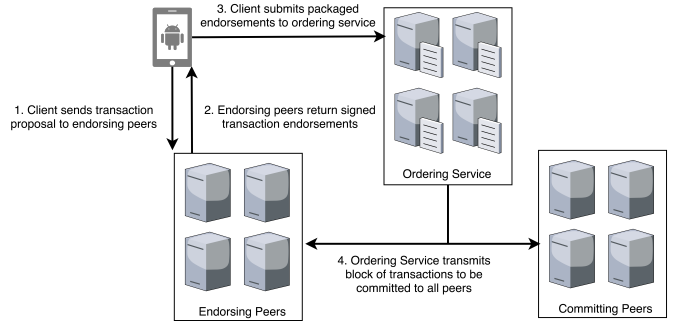 3. Client submits packaged
endorsements to ordering service
1. Client sends transaction
proposal to endorsing peers
2. Endorsing peers return signed
transaction endorsements
Ordering Service
4. Ordering Service transmits
block of transactions to be
committed to all peers
Endorsing Peers
Committing Peers